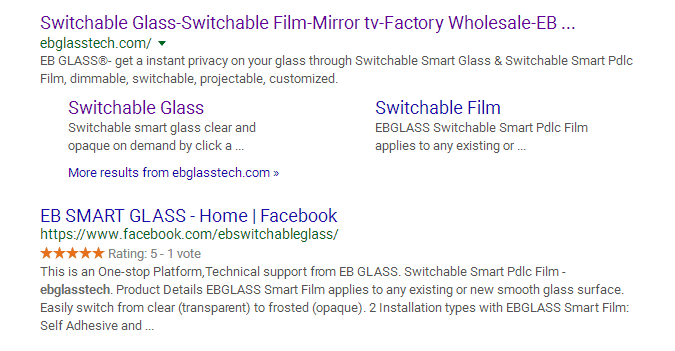 Switchable Glass-Switchable Film-Mirror tv-Factory Wholesale-EB ...
ebglasstech.com/
EB GLASS®- get a instant privacy on your glass through Switchable Smart Glass & Switchable Smart Pdlc
Film, dimmable, switchable, projectable, customized.
Switchable Glass
Switchable smart glass clear and
opaque on demand by click a ...
Switchable Film
EBGLASS Switchable Smart Pdlc Film
applies to any existing or ...
More results from ebglasstech.com »
EB SMART GLASS - Home | Facebook
https://www.facebook.com/ebswitchableglass/
Rating: 5 - 1 vote
This is an One-stop Platform,Technical support from EB GLASS. Switchable Smart Pdlc Film -
ebglasstech. Product Details EBGLASS Smart Film applies to any existing or new smooth glass surface.
Easily switch from clear (transparent) to frosted (opaque). 2 Installation types with EBGLASS Smart Film:
Self Adhesive and ...